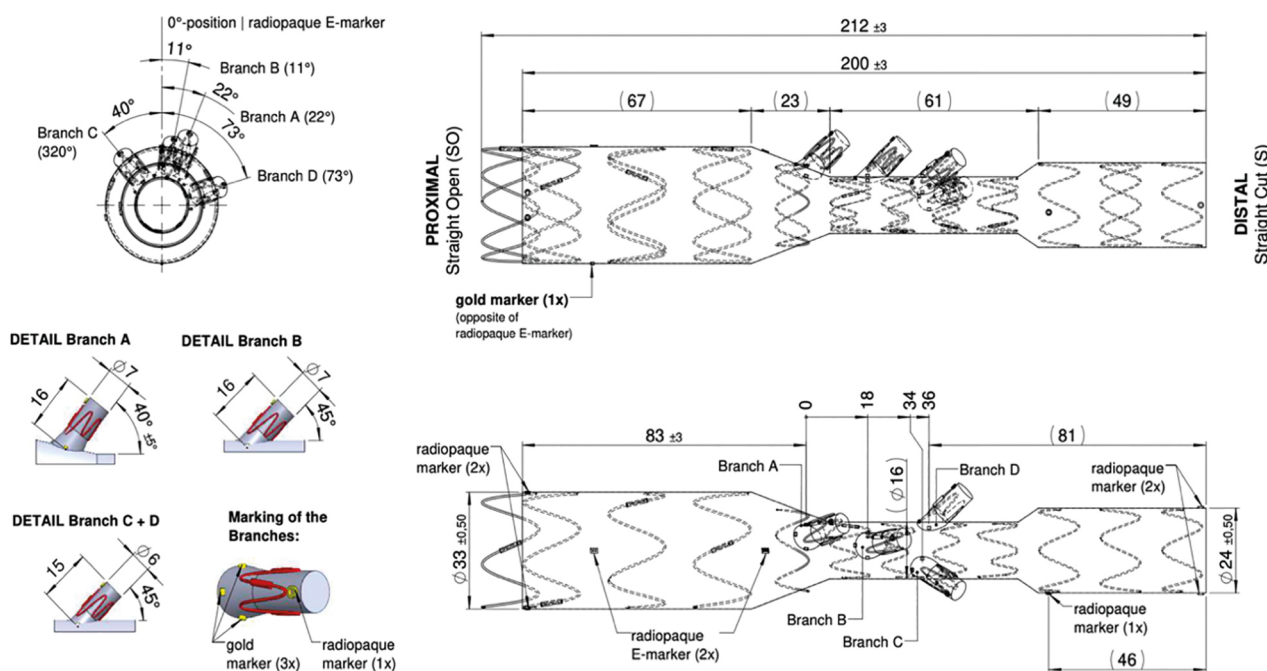 0°-position | radiopaque E-marker
11°
Branch B (11°)
22°
Branch A (22°)
40°
73°
Branch C
(320°)
Branch D (73°)
212 ±3
200 ±3
(67)
(23)
(61)
(49)
PROXIMAL
Straight Open (SO)
DIISTAL
Straight Cut (S)
gold marker (1x)
(opposite of
radiopaque E-marker)
DETAIL Branch A
16
Ø7
40°
±5°
DETAIL Branch B
16
Ø7
45°
DETAIL Branch C + D
15
Ø6
45°
Marking of the
Branches:
gold
marker (3x)
radiopaque
marker (1x)
0
18
34
36
83 ±3
(81)
radiopaque
marker (2x)
Branch A
(Ø16)
Branch D
radiopaque
marker (2x)
Ø33 ±0,50
Ø24 ±0,50
Branch B
Branch C
radiopaque
E-marker (2x)
radiopaque
marker (1x)
(46)